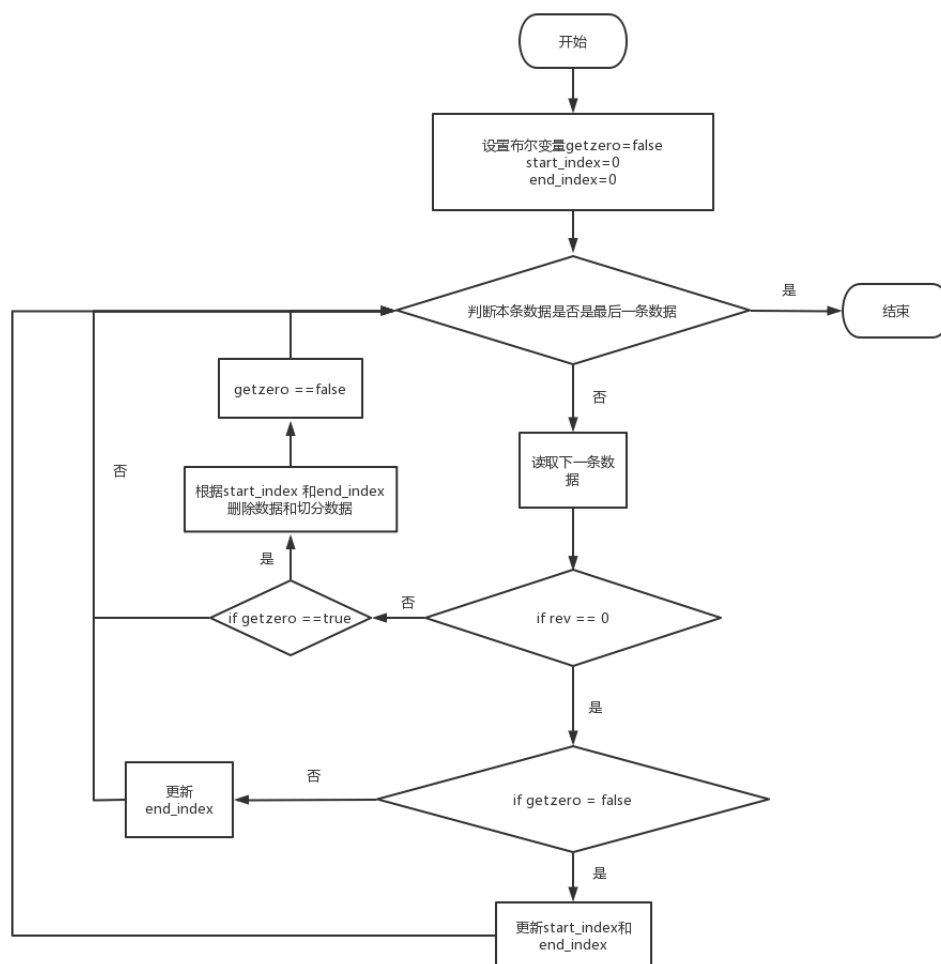 开始
设置布尔变量getzero=false
start_index=0
end_index=0
判断本条数据是否是最后一条数据
是
结束
否
getzero ==false
读取下一条数
据
否
根据start_index 和end_index
删除数据和切分数据
是
if getzero ==true
否
if rev == 0
是
更新
end_index
否
if getzero = false
是
更新start_index和
end_index